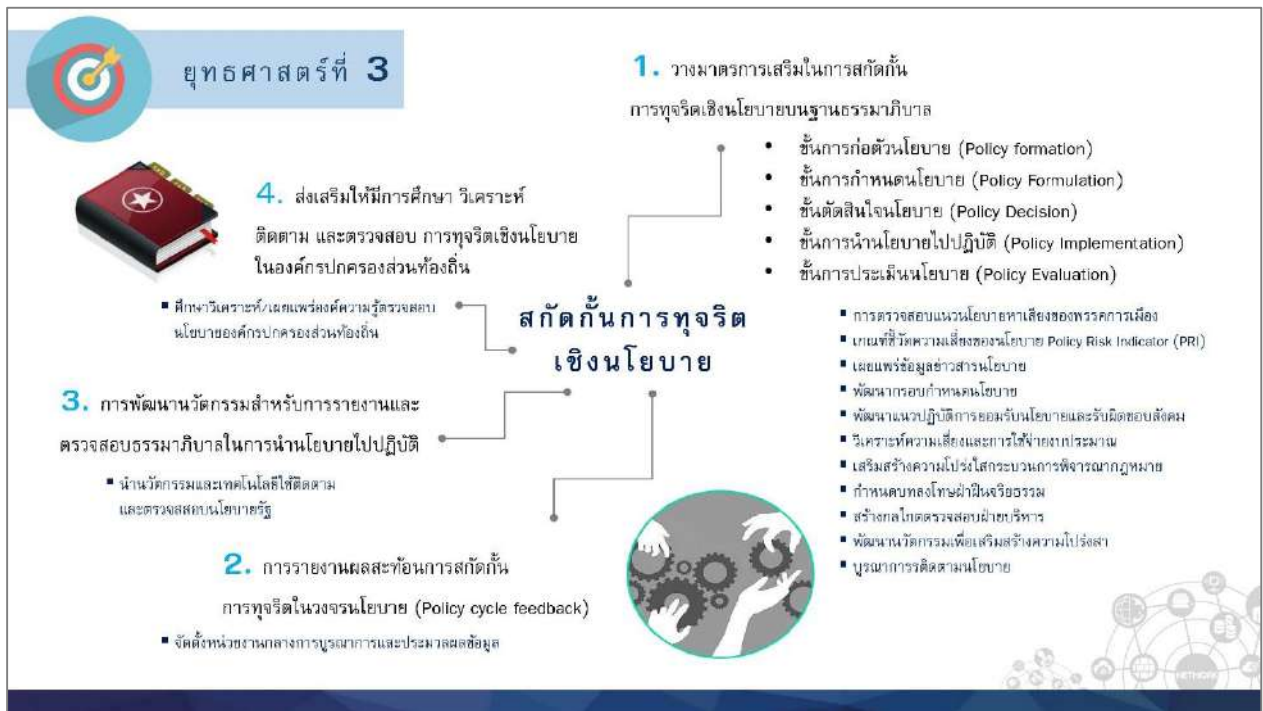 ยุทธศาสตร์ที่ 3
1. วางมาตรการเสริมในการสกัดกั้น
การทุจริตเชิงนโยบายบนฐานธรรมาภิบาล
• ขั้นการก่อตัวนโยบาย (Policy formation)
• ขั้นการกำหนดนโยบาย (Policy Formulation)
• ขั้นตัดสินใจนโยบาย (Policy Decision)
• ขั้นการนำนโยบายไปปฏิบัติ (Policy Implementation)
• ขั้นการประเมินนโยบาย (Policy Evaluation)
▪ การตรวจสอบแนวนโยบายหาเสียงของพรรคการเมือง
▪ เกณฑ์ชี้วัดความเสี่ยงของนโยบาย Policy Risk Indicator (PRI)
▪ เผยแพร่ข้อมูลข่าวสารนโยบาย
▪ พัฒนากรอบกำหนดนโยบาย
▪ พัฒนาแนวปฏิบัติการยอมรับนโยบายและรับผิดชอบสังคม
▪ วิเคราะห์ความเสี่ยงและการใช้จ่ายงบประมาณ
▪ เสริมสร้างความโปร่งใสกระบวนการพิจารณากฎหมาย
▪ กำหนดบทลงโทษฝ่าฝืนจริยธรรม
▪ สร้างกลไกตรวจสอบฝ่ายบริหาร
▪ พัฒนานวัตกรรมเพื่อเสริมสร้างความโปร่งสา
▪ บูรณาการรติดตามนโยบาย
4. ส่งเสริมให้มีการศึกษา วิเคราะห์
ติดตาม และตรวจสอบ การทุจริตเชิงนโยบาย
ในองค์กรปกครองส่วนท้องถิ่น
▪ ศึกษาวิเคราะห์/เผยแพร่องค์ความรู้ตรวจสอบ
นโยบายองค์กรปกครองส่วนท้องถิ่น
สกัดกั้นการทุจริต
เชิงนโยบาย
3. การพัฒนานวัตกรรมสำหรับการรายงานและ
ตรวจสอบธรรมาภิบาลในการนำนโยบายไปปฏิบัติ
▪ นำนวัตกรรมและเทคโนโลยีใช้ติดตาม
และตรวจสสอบนโยบายรัฐ
2. การรายงานผลสะท้อนการสกัดกั้น
การทุจริตในวงจรนโยบาย (Policy cycle feedback)
▪ จัดตั้งหน่วยงานกลางการบูรณาการและประมวลผลข้อมูล
NETWORK